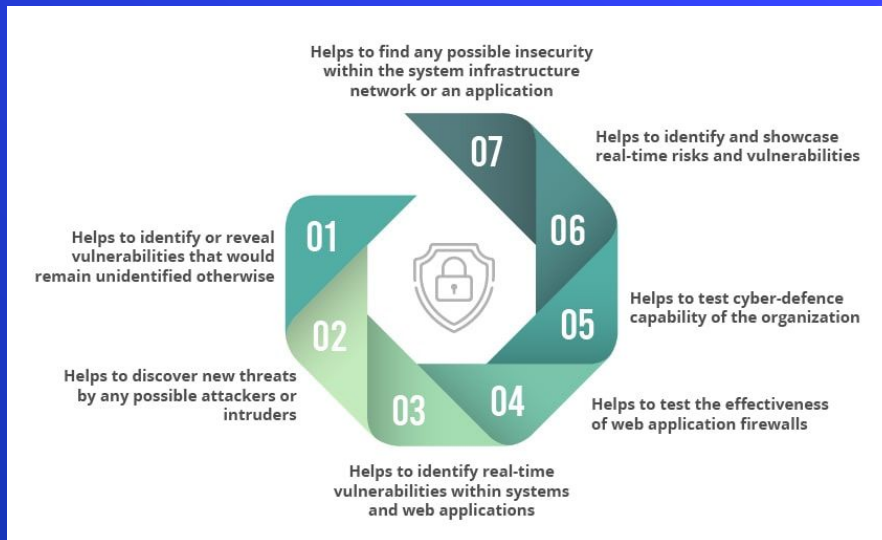 Helps to find any possible insecurity
within the system infrastructure
network or an application
07
Helps to identify and showcase
real-time risks and vulnerabilities
06
01
Helps to identify or reveal
vulnerabilities that would
remain unidentified otherwise
Helps to test cyber-defence
capability of the organization
05
02
Helps to discover new threats
by any possible attackers or
intruders
03
04
Helps to test the effectiveness
of web application firewalls
Helps to identify real-time
vulnerabilities within systems
and web applications